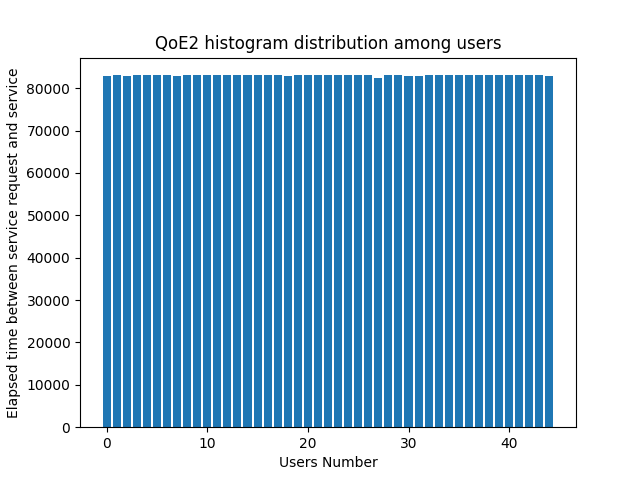 QoE2 histogram distribution among users
Elapsed time between service request and service
80000
70000
60000
50000
40000
30000
20000
10000
0
0 10 20 30 40
Users Number